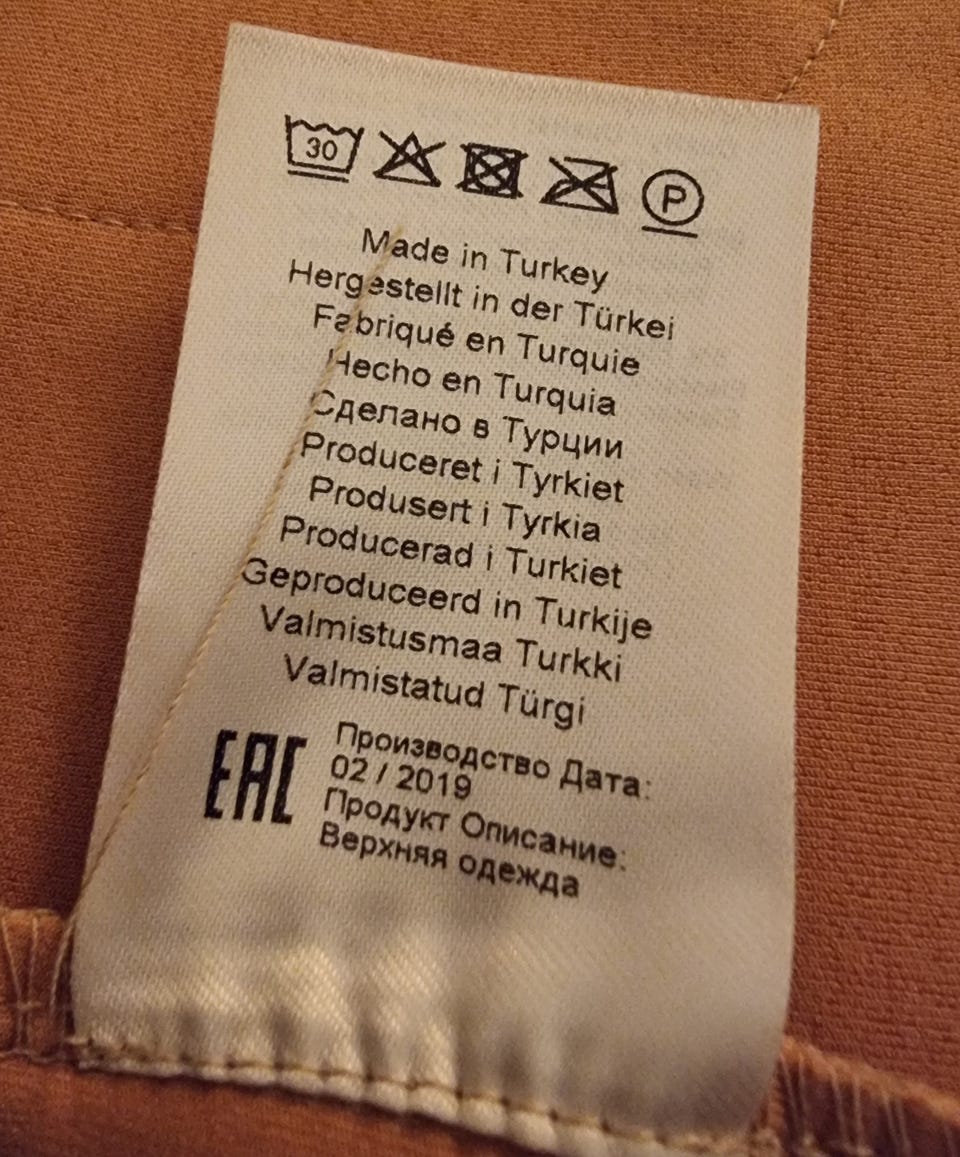 30
P
Made in Turkey
Hergestellt in der Türkei
Fabriqué en Turquie
Hecho en Turquia
Сделано в Турции
Produceret i Tyrkiet
Produsert i Tyrkia
Producerad i Turkiet
Geproduceerd in Turkije
Valmistusmaa Turkki
Valmistatud Türgi
EAC
Производство Дата:
02 / 2019
Продукт Описание:
Верхняя одежда